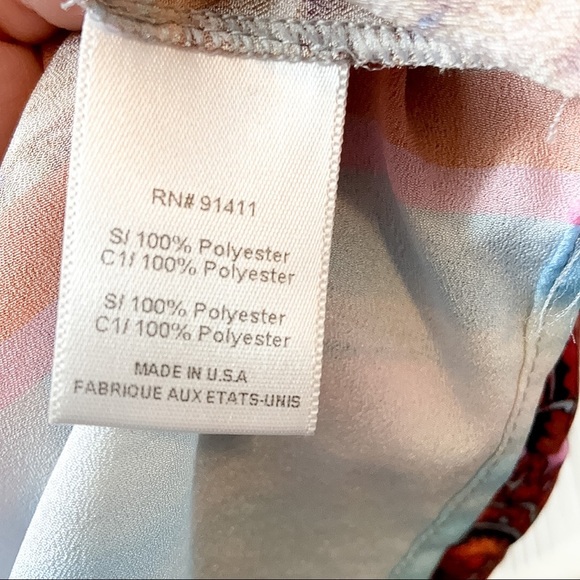 RN# 91411
S/ 100% Polyester
C1/ 100% Polyester
S/ 100% Polyester
C1/ 100% Polyester
MADE IN U.S.A
FABRIQUE AUX ETATS-UNIS